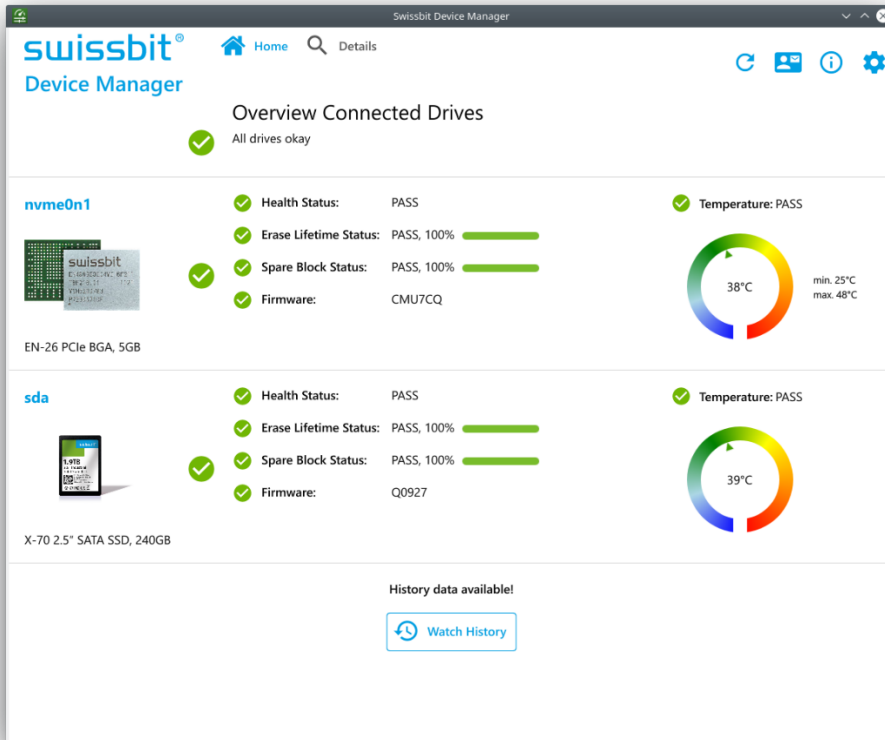 Swissbit Device Manager
swissbit®
Home
Details
Device Manager
Overview Connected Drives
All drives okay
nvme0n1
Health Status: PASS
Erase Lifetime Status: PASS, 100%
Spare Block Status: PASS, 100%
Firmware: CMU7CQ
Temperature: PASS
38°C
min. 25°C
max. 48°C
swissbit
EN-26 PCIe BGA, 5GB
sda
Health Status: PASS
Erase Lifetime Status: PASS, 100%
Spare Block Status: PASS, 100%
Firmware: Q0927
Temperature: PASS
39°C
1.9TB
X-70 2.5" SATA SSD, 240GB
History data available!
Watch History